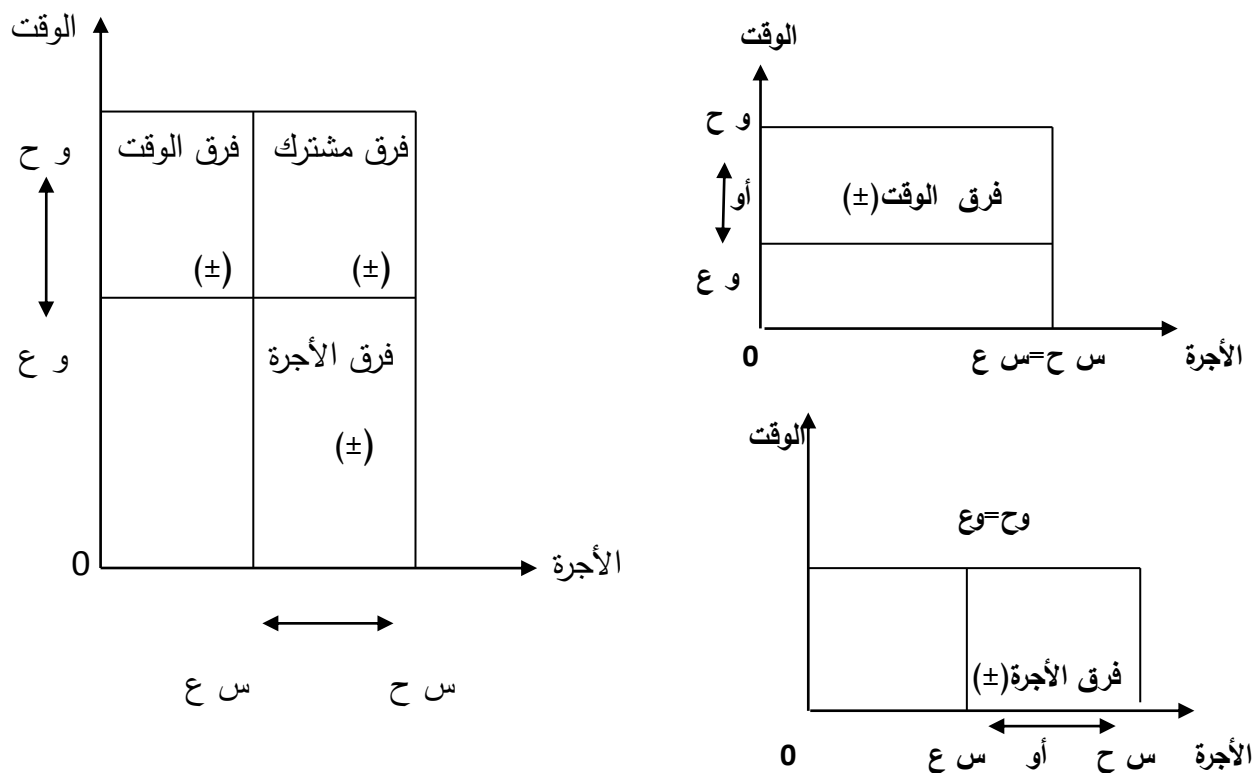 الوقت
و ح
فرق مشترك
فرق الوقت
(±)
(±)
و ع
فرق الأجرة
(±)
0
الأجرة
س ح
س ع
الوقت
و ح
أو
فرق الوقت(±)
و ع
0
س ح=س ع
الأجرة
الوقت
وح=وع
فرق الأجرة(±)
الأجرة
س ح
أو
س ع
0